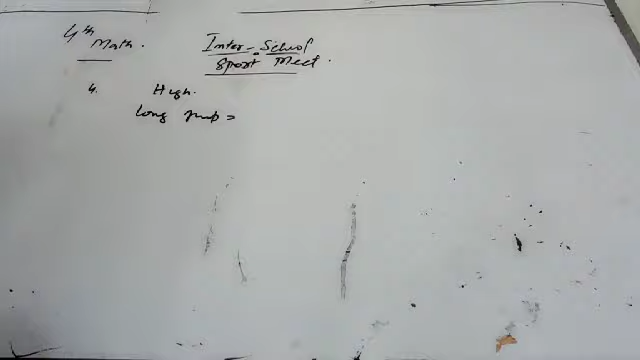 4th Math.
Inter-School
Sport Meet.
4. High.
Long Jump =